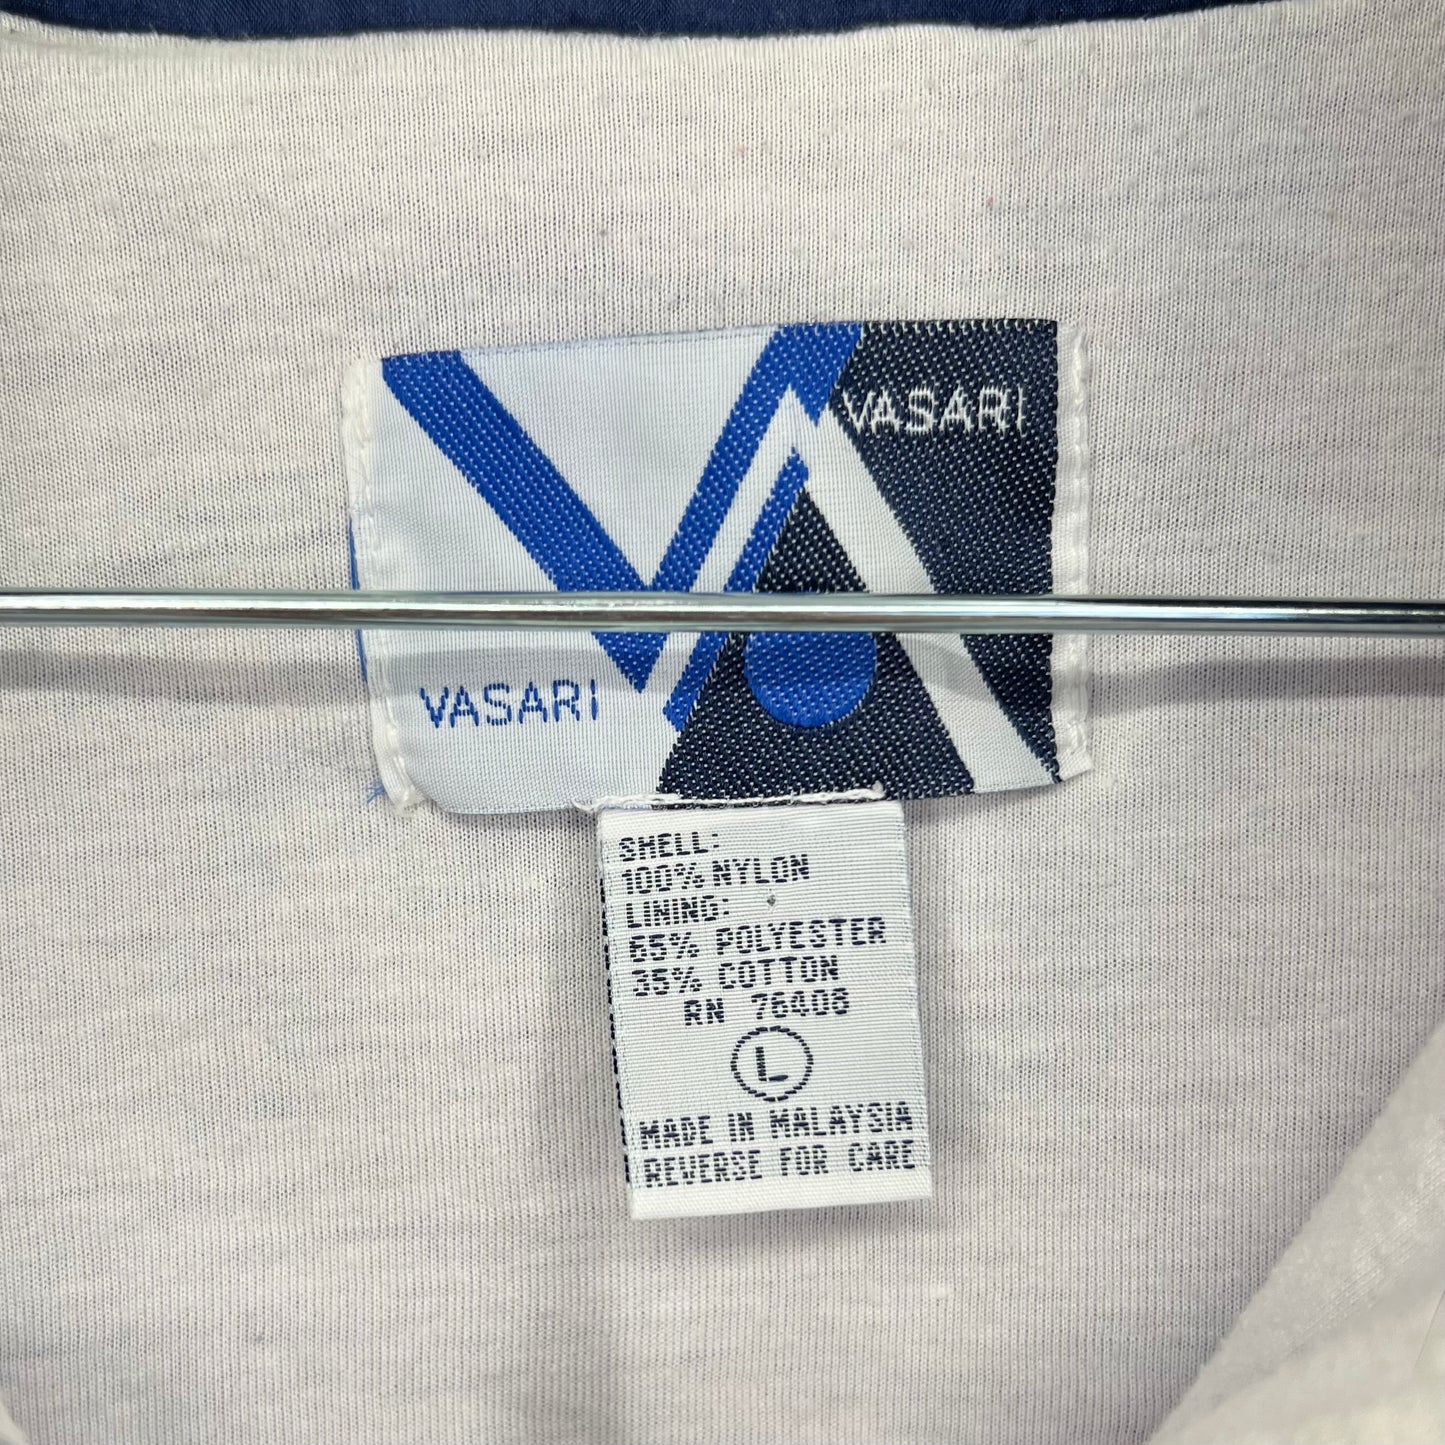 VASARI
VASARI
SHELL:
100% NYLON
LINING:
65% POLYESTER
35% COTTON
RN 76408
L
MADE IN MALAYSIA
REVERSE FOR CARE